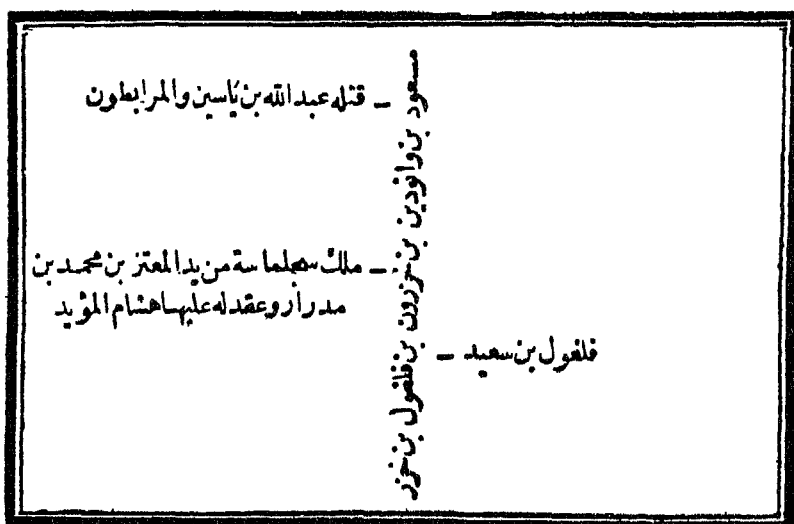 مسعود بن وانودين بن خزرون بن فلفول بن خزر
– قتله عبد الله بن ياسين والمرابطون
– ملك سجلماسة من يد المعتز بن محمد بن
مدرار وعقد له عليها هشام المؤيد
فلفول بن سعيد –